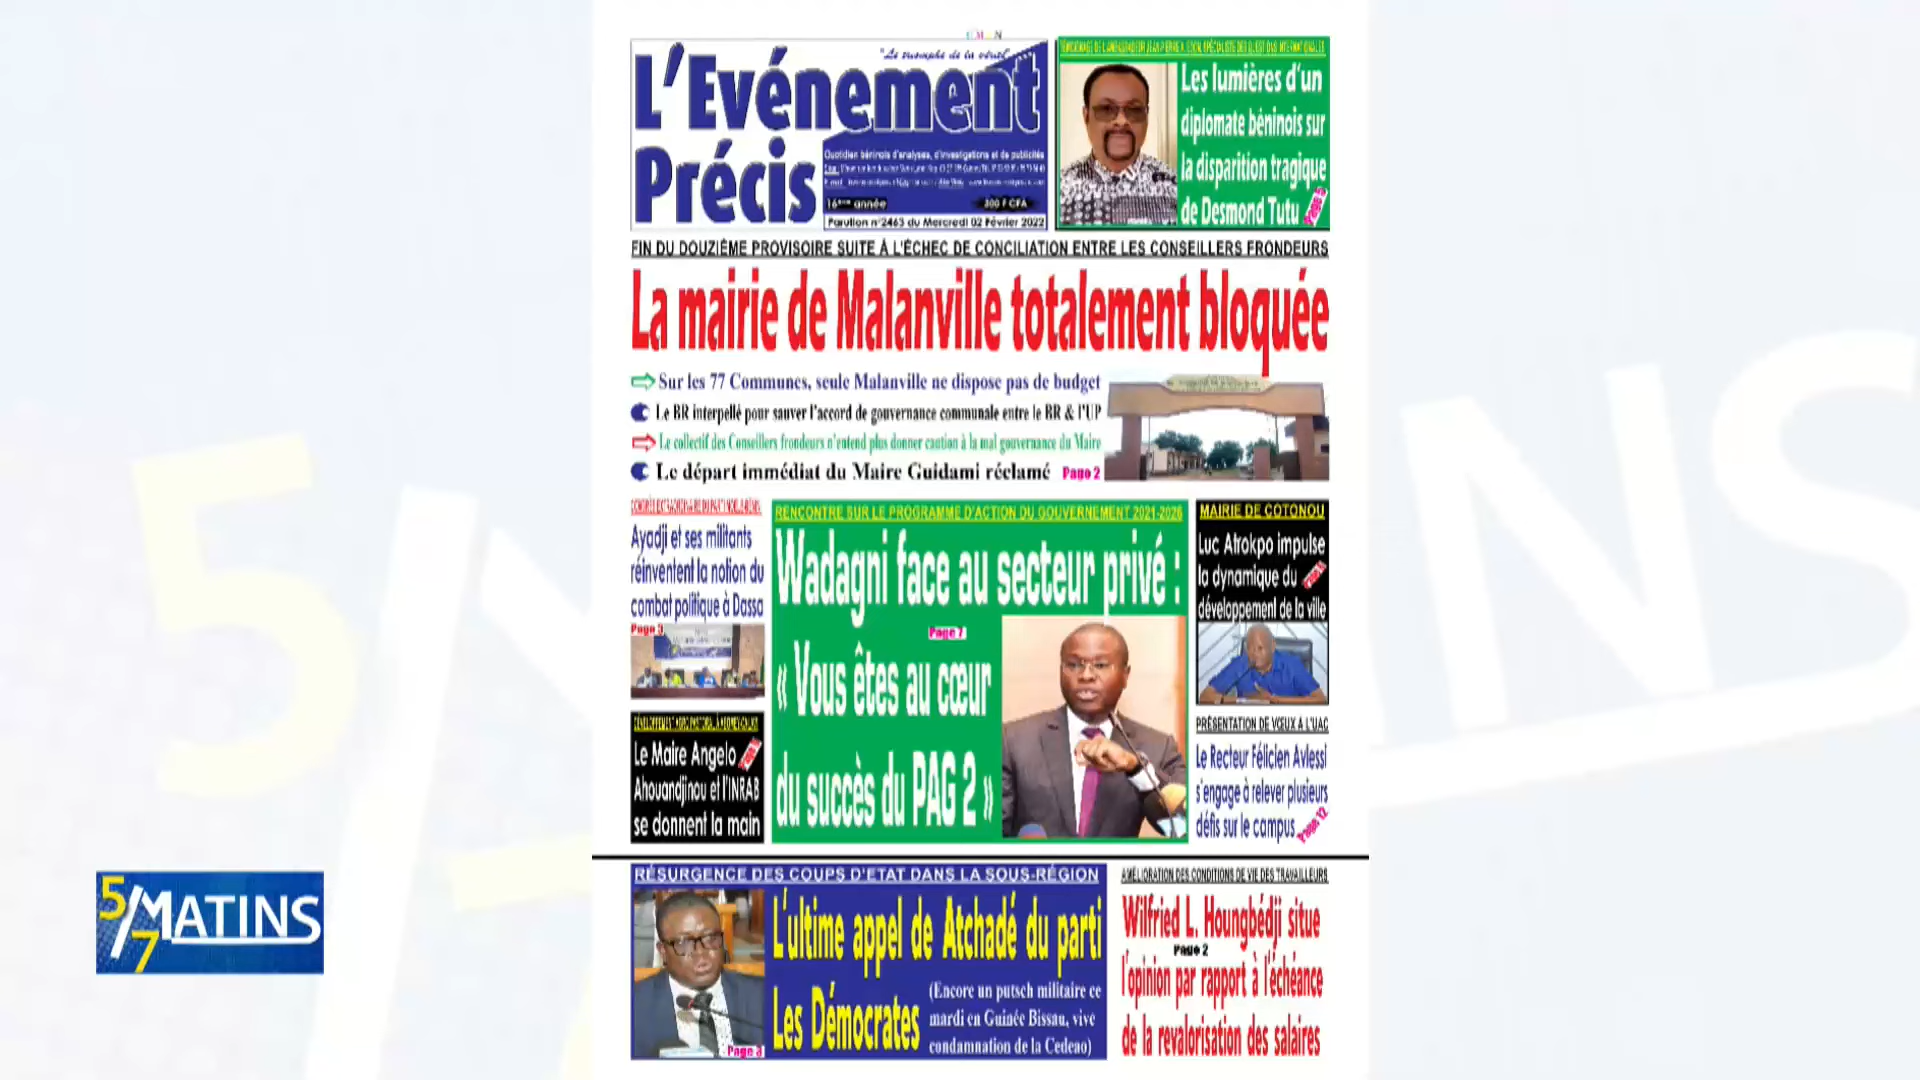 "Le triomphe de la vérité"
L'Evénement
Précis
Quotidien béninois d'analyses, d'investigations et de publicités
16ème année
300 F CFA
Parution n°2463 du Mercredi 02 Février 2022
Les lumières d'un
diplomate béninois sur
la disparition tragique
de Desmond Tutu
FIN DU DOUZIÈME PROVISOIRE SUITE À L'ÉCHEC DE CONCILIATION ENTRE LES CONSEILLERS FRONDEURS
La mairie de Malanville totalement bloquée
Sur les 77 Communes, seule Malanville ne dispose pas de budget
Le BR interpellé pour sauver l'accord de gouvernance communale entre le BR & l'UP
Le collectif des Conseillers frondeurs n'entend plus donner caution à la mal gouvernance du Maire
Le départ immédiat du Maire Guidami réclamé Page 2
Ayadji et ses militants
réinventent la notion du
combat politique à Dassa
Page 3
Le Maire Angelo
Ahouandjinou et l'INRAB
se donnent la main
RENCONTRE SUR LE PROGRAMME D'ACTION DU GOUVERNEMENT 2021-2026
Wadagni face au secteur privé :
Page 7
« Vous êtes au cœur
du succès du PAG 2 »
MAIRIE DE COTONOU
Luc Atrokpo impulse
la dynamique du
développement de la ville
PRÉSENTATION DE VŒUX A L'UAC
Le Recteur Félicien Avlessi
s'engage à relever plusieurs
défis sur le campus
Page 12
RÉSURGENCE DES COUPS D'ETAT DANS LA SOUS-RÉGION
L'ultime appel de Atchadé du parti
Les Démocrates
(Encore un putsch militaire ce
mardi en Guinée Bissau, vive
condamnation de la Cedeao)
Page 3
AMÉLIORATION DES CONDITIONS DE VIE DES TRAVAILLEURS
Wilfried L. Houngbédji situe
Page 2
l'opinion par rapport à l'échéance
de la revalorisation des salaires
5/7 MATINS